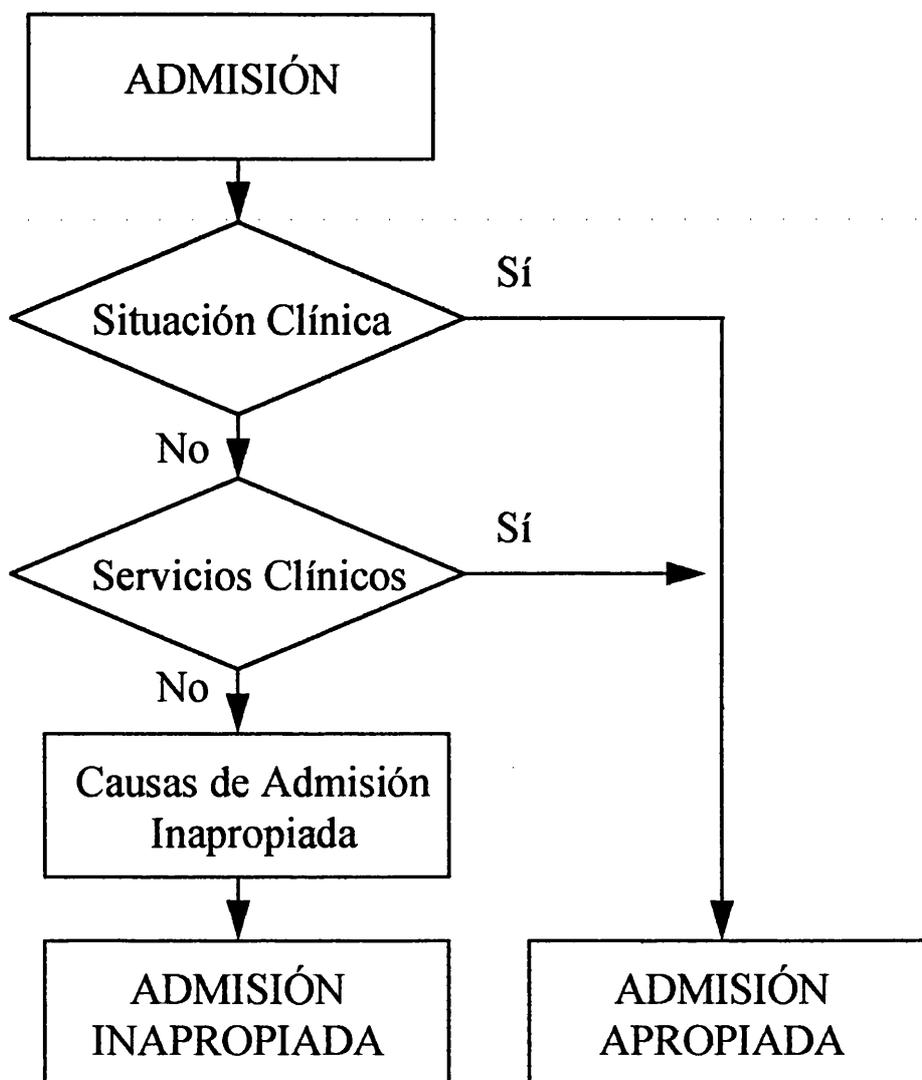 ADMISIÓN
Sí
Situación Clínica
No
Sí
Servicios Clínicos
No
Causas de Admisión
Inapropiada
ADMISIÓN
INAPROPIADA
ADMISIÓN
APROPIADA